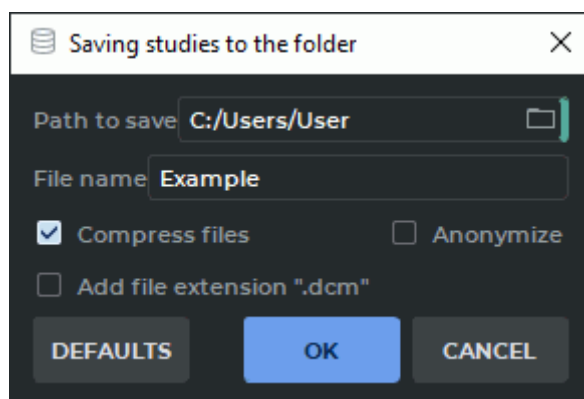 Saving studies to the folder
Path to save C:/Users/User
File name Example
Compress files Anonymize
Add file extension ".dcm"
DEFAULTS OK CANCEL